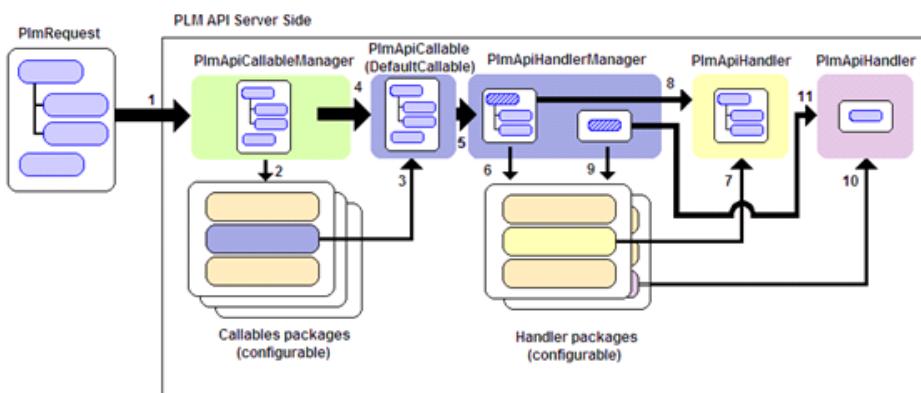 PLM API Server Side
PlmRequest
PlmApiCallableManager
PlmApiCallable
(DefaultCallable)
PlmApiHandlerManager
PlmApiHandler
PlmApiHandler
1
4
5
8
11
2
3
6
9
7
10
Callables packages
(configurable)
Handler packages
(configurable)